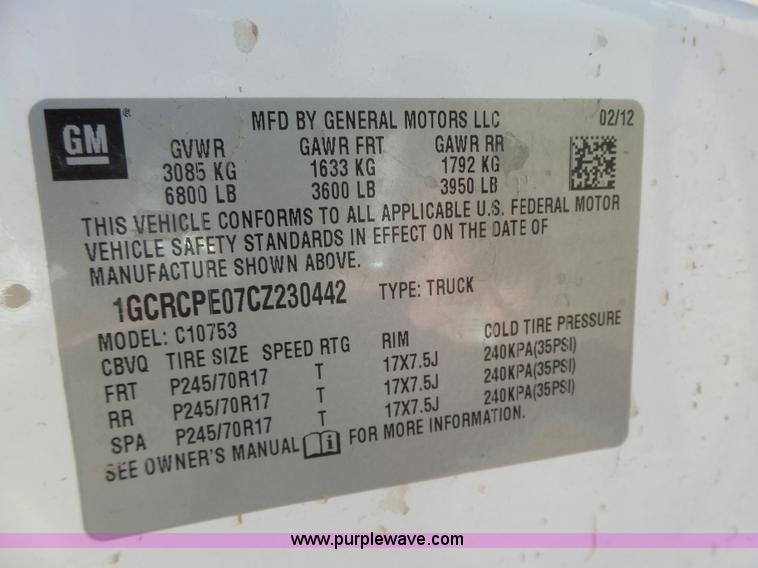 GM ® MFD BY GENERAL MOTORS LLC 02/12
GVWR GAWR FRT GAWR RR
3085 KG 1633 KG 1792 KG
6800 LB 3600 LB 3950 LB
THIS VEHICLE CONFORMS TO ALL APPLICABLE U.S. FEDERAL MOTOR
VEHICLE SAFETY STANDARDS IN EFFECT ON THE DATE OF
MANUFACTURE SHOWN ABOVE.
1GCRCPE07CZ230442 TYPE: TRUCK
MODEL: C10753
CBVQ TIRE SIZE SPEED RTG RIM COLD TIRE PRESSURE
FRT P245/70R17 T 17X7.5J 240KPA(35PSI)
RR P245/70R17 T 17X7.5J 240KPA(35PSI)
SPA P245/70R17 T 17X7.5J 240KPA(35PSI)
SEE OWNER'S MANUAL i FOR MORE INFORMATION.
www.purplewave.com